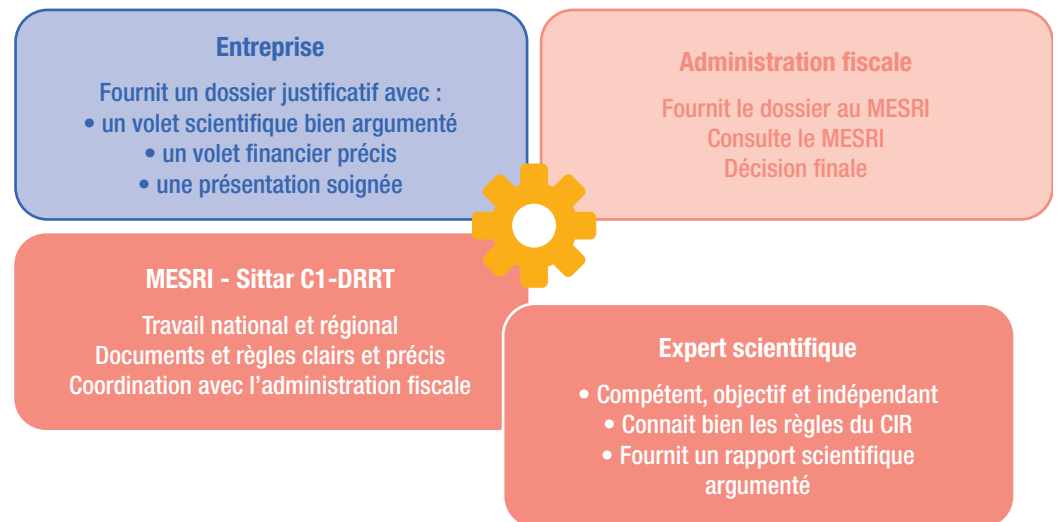 Entreprise
Fournit un dossier justificatif avec :
• un volet scientifique bien argumenté
• un volet financier précis
• une présentation soignée
Administration fiscale
Fournit le dossier au MESRI
Consulte le MESRI
Décision finale
MESRI - Sittar C1-DRRT
Travail national et régional
Documents et règles clairs et précis
Coordination avec l’administration fiscale
Expert scientifique
• Compétent, objectif et indépendant
• Connait bien les règles du CIR
• Fournit un rapport scientifique
argumenté